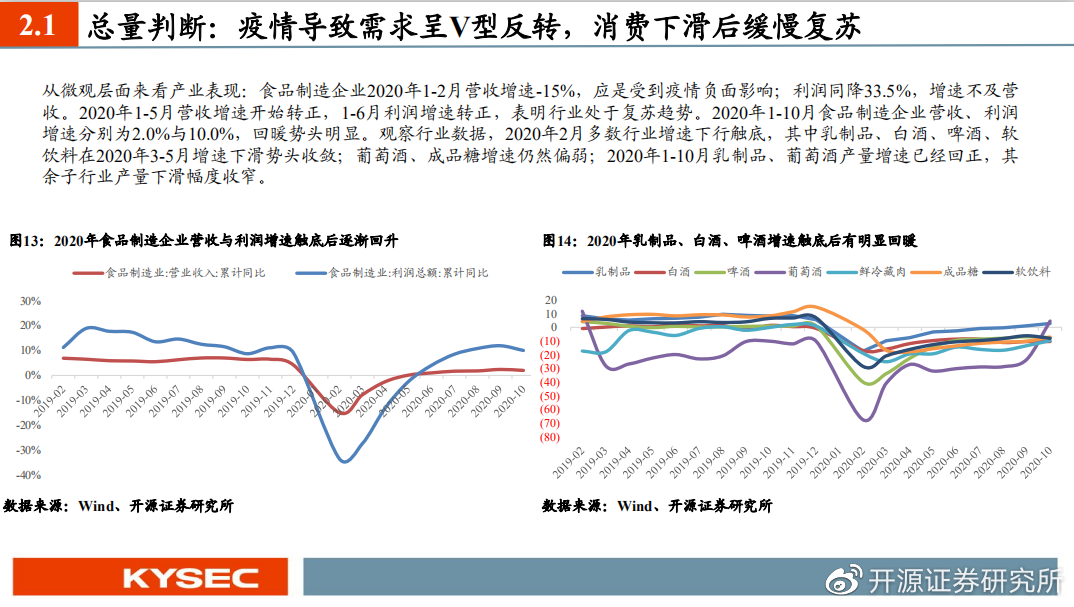 2.1
总量判断：疫情导致需求呈V型反转，消费下滑后缓慢复苏
从微观层面来看产业表现：食品制造企业2020年1-2月营收增速-15%，应是受到疫情负面影响；利润同降33.5%，增速不及营
收。2020年1-5月营收增速开始转正，1-6月利润增速转正，表明行业处于复苏趋势。2020年1-10月食品制造企业营收、利润
增速分别为2.0%与10.0%，回暖势头明显。观察行业数据，2020年2月多数行业增速下行触底，其中乳制品、白酒、啤酒、软
饮料在2020年3-5月增速下滑势头收敛；葡萄酒、成品糖增速仍然偏弱；2020年1-10月乳制品、葡萄酒产量增速已经回正，其
余子行业产量下滑幅度收窄。
图13：2020年食品制造企业营收与利润增速触底后逐渐回升
食品制造业:营业收入:累计同比 食品制造业:利润总额:累计同比
30%
20%
10%
0%
-10%
-20%
-30%
-40%
2019-02 2019-03 2019-04 2019-05 2019-06 2019-07 2019-08 2019-09 2019-10 2019-11 2019-12 2020-01 2020-02 2020-03 2020-04 2020-05 2020-06 2020-07 2020-08 2020-09 2020-10
数据来源：Wind、开源证券研究所
图14：2020年乳制品、白酒、啤酒增速触底后有明显回暖
乳制品 白酒 啤酒 葡萄酒 鲜冷藏肉 成品糖 软饮料
20
10
0
(10)
(20)
(30)
(40)
(50)
(60)
(70)
(80)
2019-02 2019-03 2019-04 2019-05 2019-06 2019-07 2019-08 2019-09 2019-10 2019-11 2019-12 2020-01 2020-02 2020-03 2020-04 2020-05 2020-06 2020-07 2020-08 2020-09 2020-10
数据来源：Wind、开源证券研究所
KYSEC
开源证券研究所